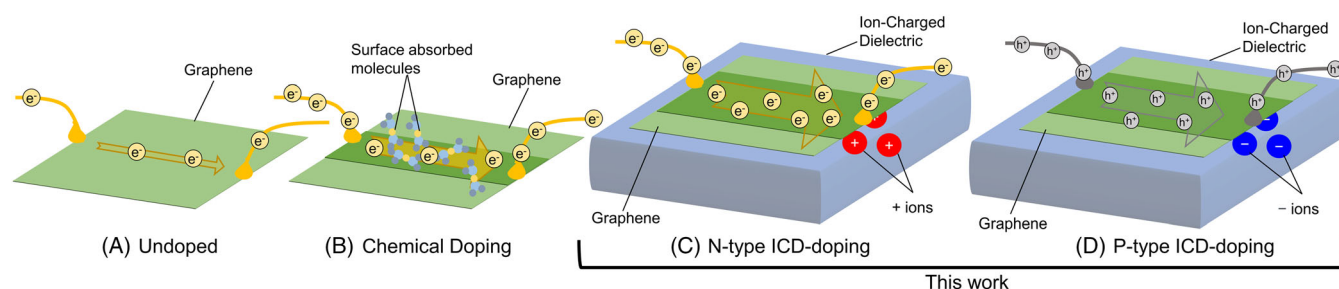 Graphene
e⁻
e⁻
e⁻
e⁻
(A) Undoped
Surface absorbed
molecules
Graphene
e⁻
e⁻
e⁻
e⁻
e⁻
e⁻
e⁻
e⁻
e⁻
(B) Chemical Doping
Ion-Charged
Dielectric
e⁻
e⁻
e⁻
e⁻
e⁻
e⁻
e⁻
e⁻
e⁻
e⁻
e⁻
e⁻
e⁻
+
+
Graphene
+ ions
(C) N-type ICD-doping
Ion-Charged
Dielectric
h⁺
h⁺
h⁺
h⁺
h⁺
h⁺
h⁺
h⁺
h⁺
h⁺
h⁺
−
−
−
Graphene
− ions
(D) P-type ICD-doping
This work